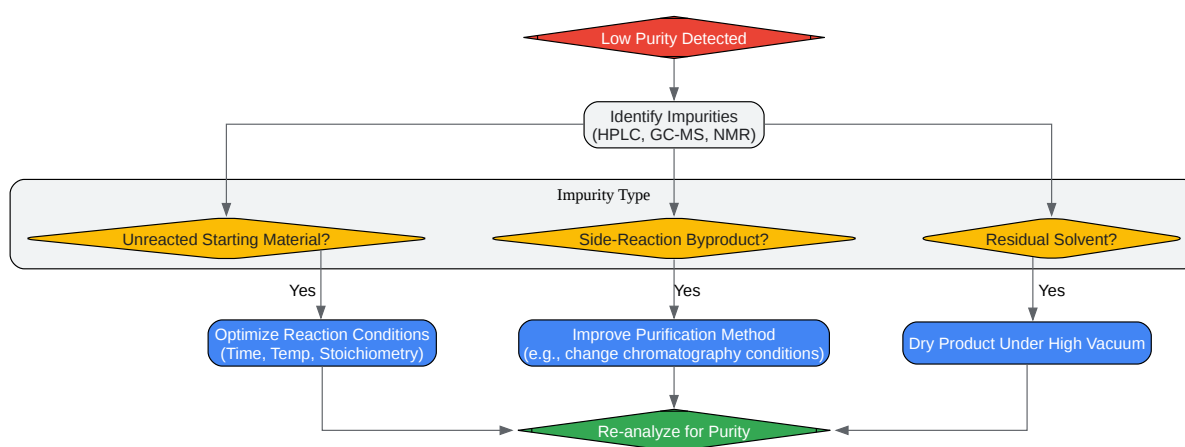 Low Purity Detected
Identify Impurities
(HPLC, GC-MS, NMR)
Impurity Type
Unreacted Starting Material?
Side-Reaction Byproduct?
Residual Solvent?
Yes
Yes
Yes
Optimize Reaction Conditions
(Time, Temp, Stoichiometry)
Improve Purification Method
(e.g., change chromatography conditions)
Dry Product Under High Vacuum
Re-analyze for Purity